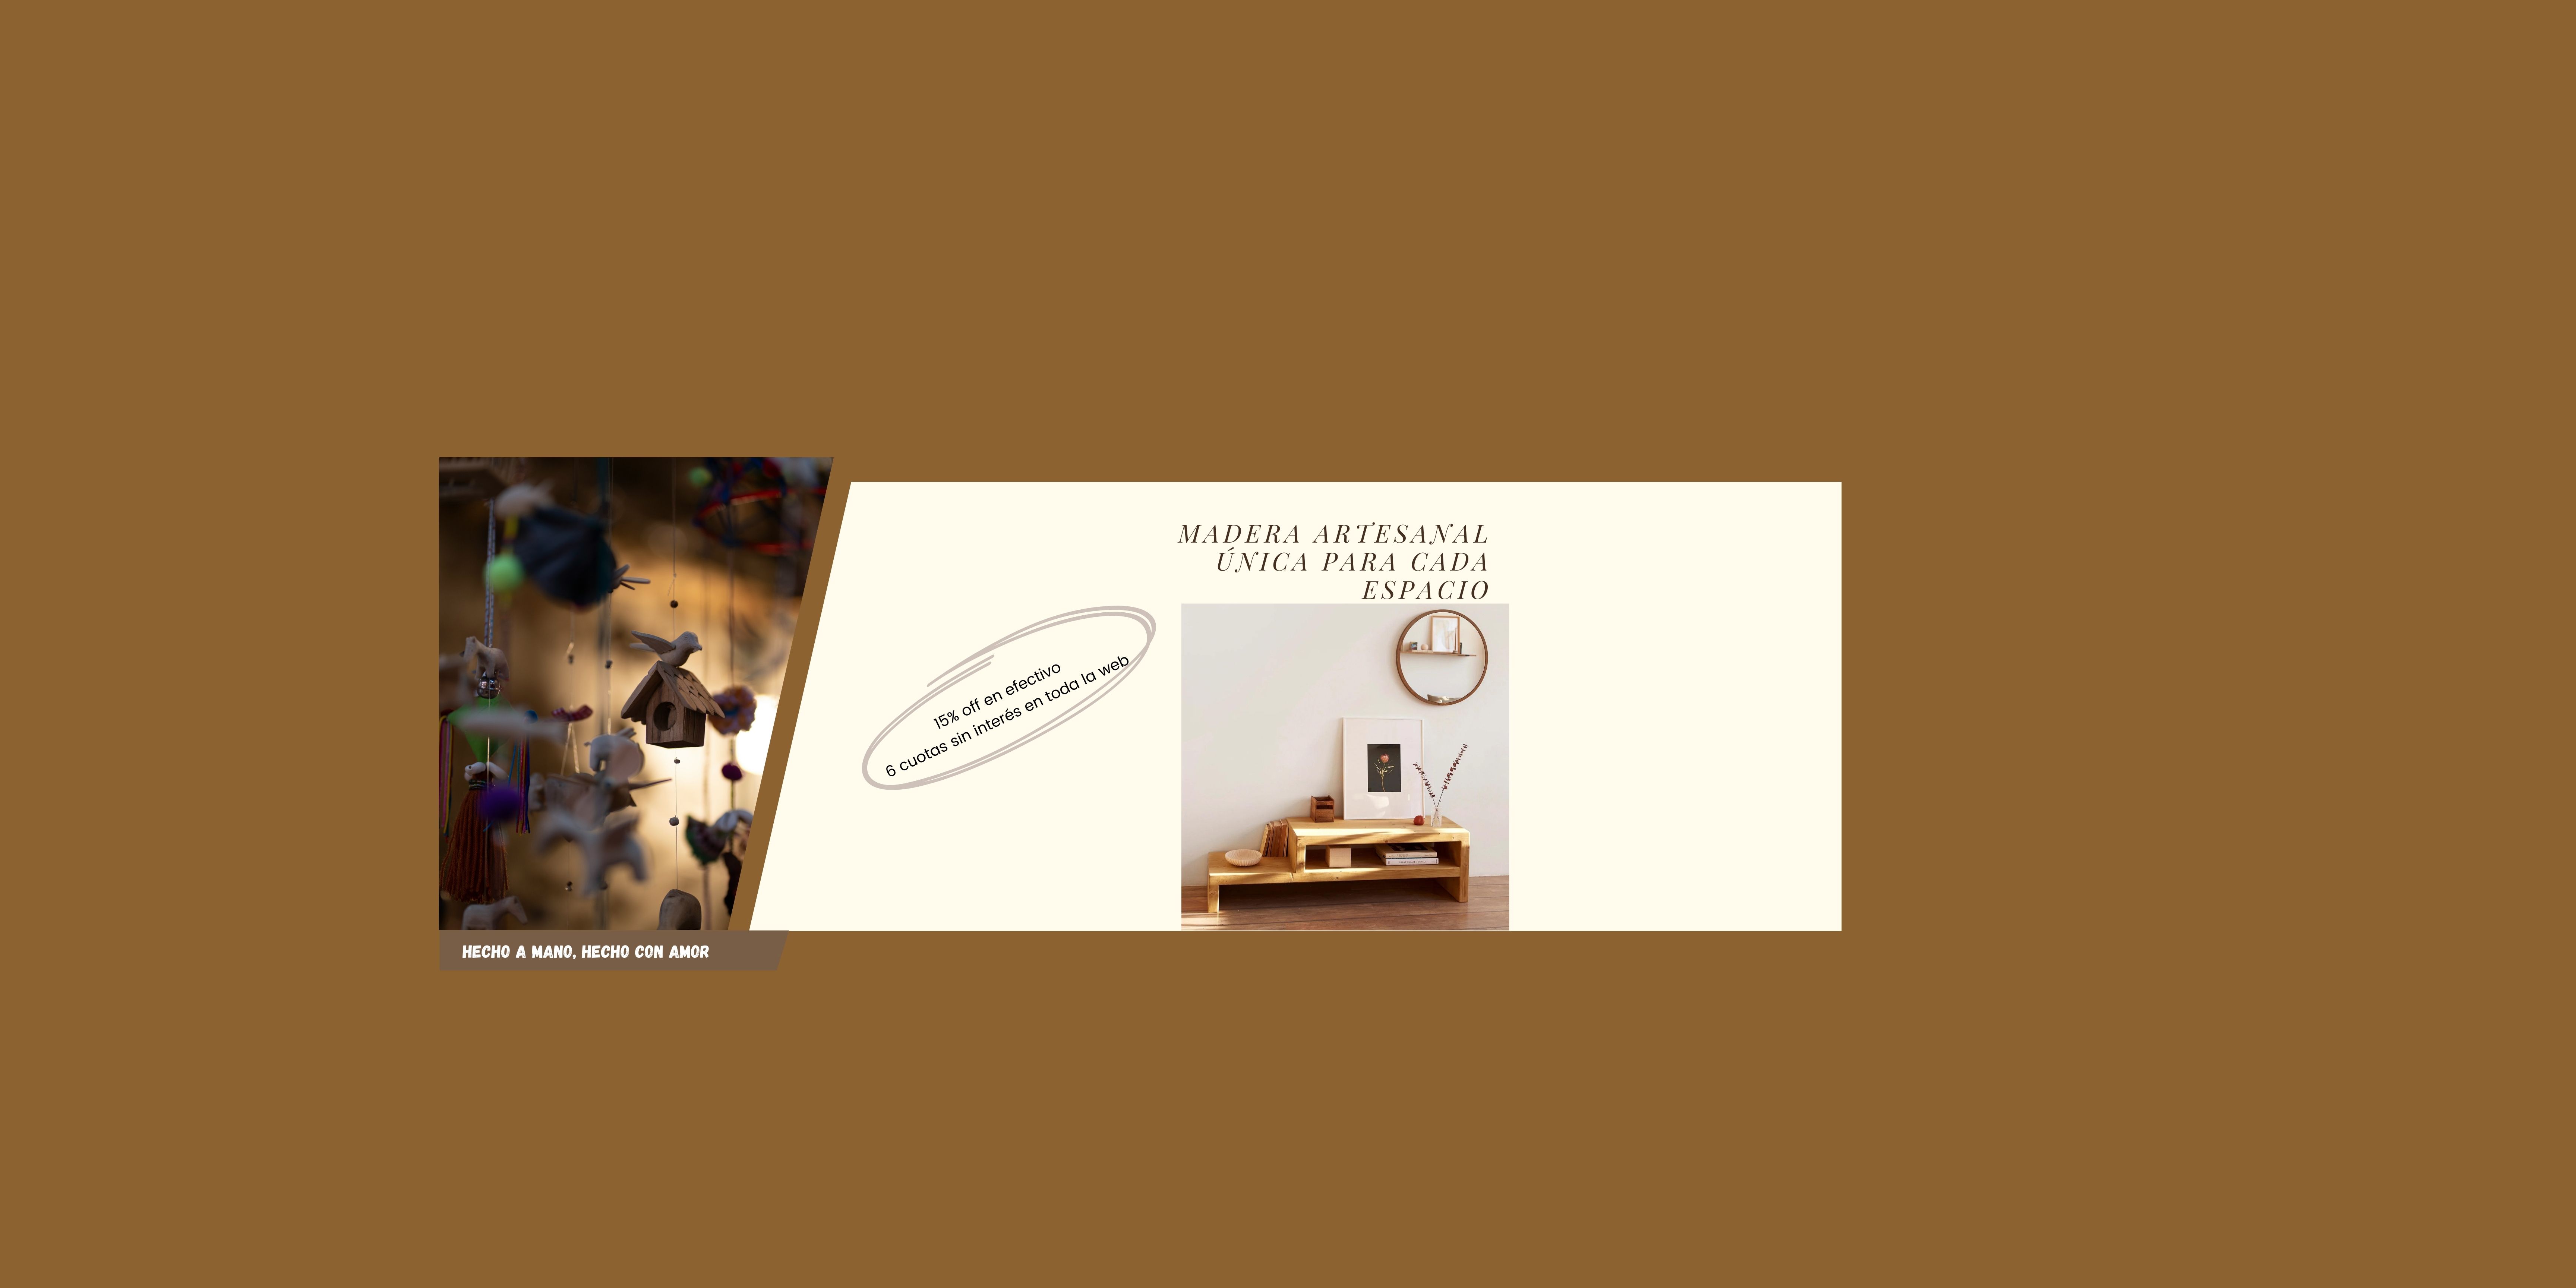 MADERA ARTESANAL
ÚNICA PARA CADA
ESPACIO
15% off en efectivo
6 cuotas sin interés en toda la web
HECHO A MANO, HECHO CON AMOR